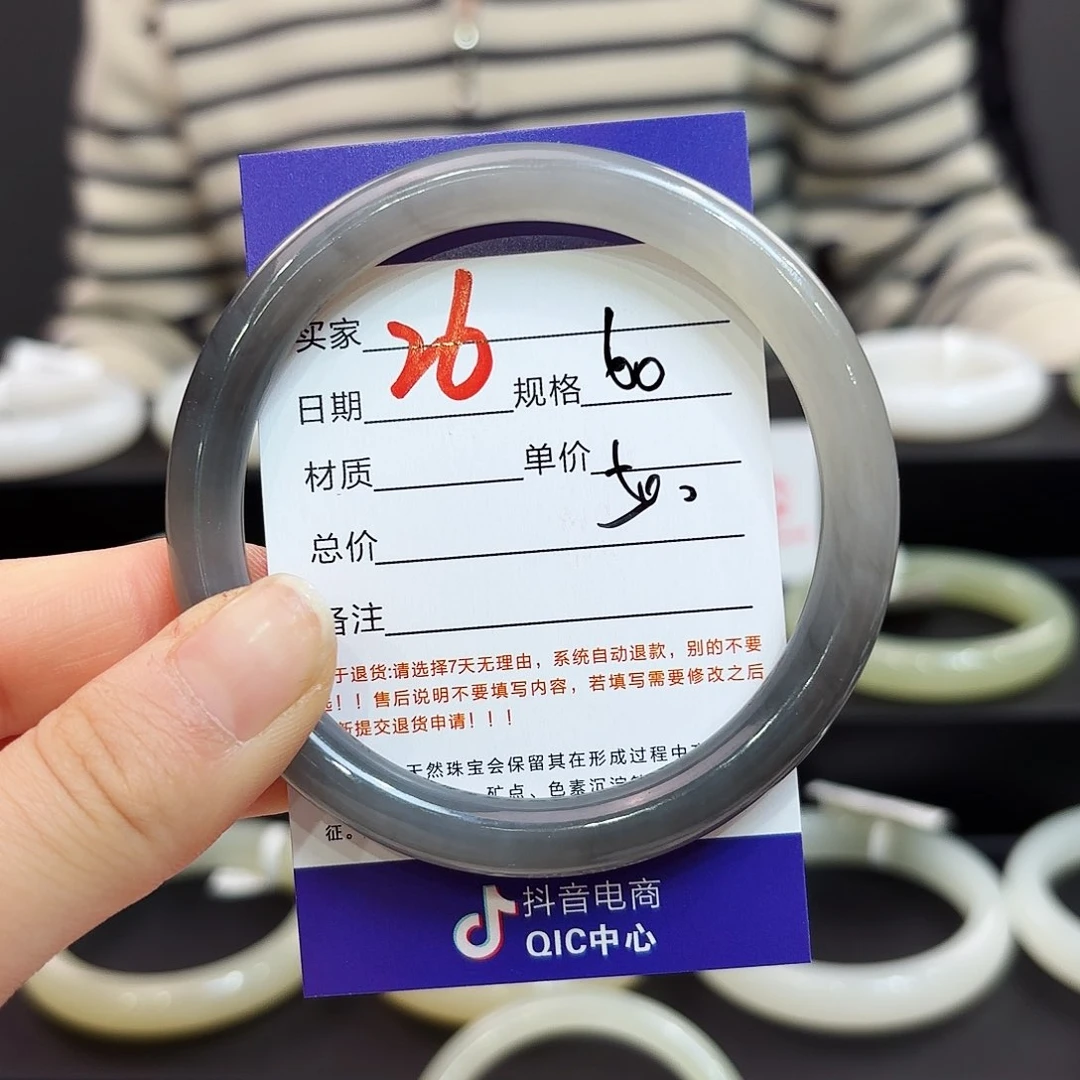 买家 26
日期 规格 60
材质 单价
总价
备注
于退货:请选择7天无理由，系统自动退款，别的不要
！！售后说明不要填写内容，若填写需要修改之后
新提交退货申请！！！
天然珠宝会保留其在形成过程中
矿点、色素沉淀
征。
抖音电商
QIC中心